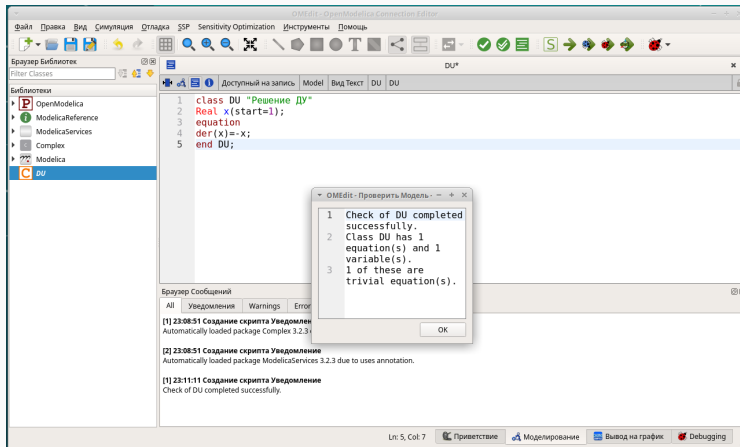 OMEdit - OpenModelica Connection Editor
Файл Правка Вид Симуляция Отладка SSP Sensitivity Optimization Инструменты Помощь
Браузер Библиотек
DU*
Filter Classes
Доступный на запись Model Вид Текст DU DU
Библиотеки
P OpenModelica
i ModelicaReference
ModelicaServices
C Complex
Modelica
C DU
1 class DU "Решение ДУ"
2 Real x(start=1);
3 equation
4 der(x)=-x;
5 end DU;
OMEdit - Проверить Модель -
1 Check of DU completed
successfully.
2 Class DU has 1
equation(s) and 1
variable(s).
3 1 of these are
trivial equation(s).
OK
Браузер Сообщений
All Уведомления Warnings Error
[1] 23:08:51 Создание скрипта Уведомлен
Automatically loaded package Complex 3.2.3
[2] 23:08:51 Создание скрипта Уведомление
Automatically loaded package ModelicaServices 3.2.3 due to uses annotation.
[1] 23:11:11 Создание скрипта Уведомление
Check of DU completed successfully.
Ln: 5, Col: 7 Приветствие Моделирование Вывод на график Debugging